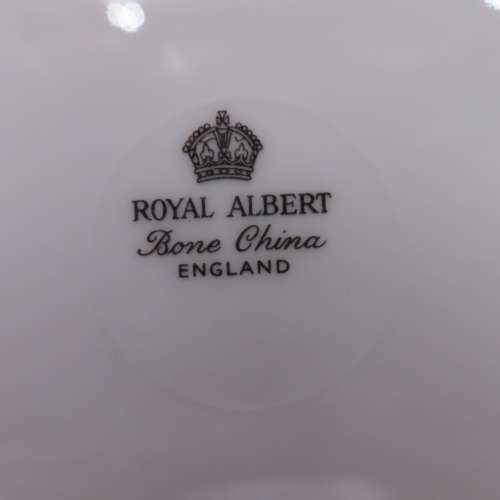 ROYAL ALBERT
Bone China
ENGLAND